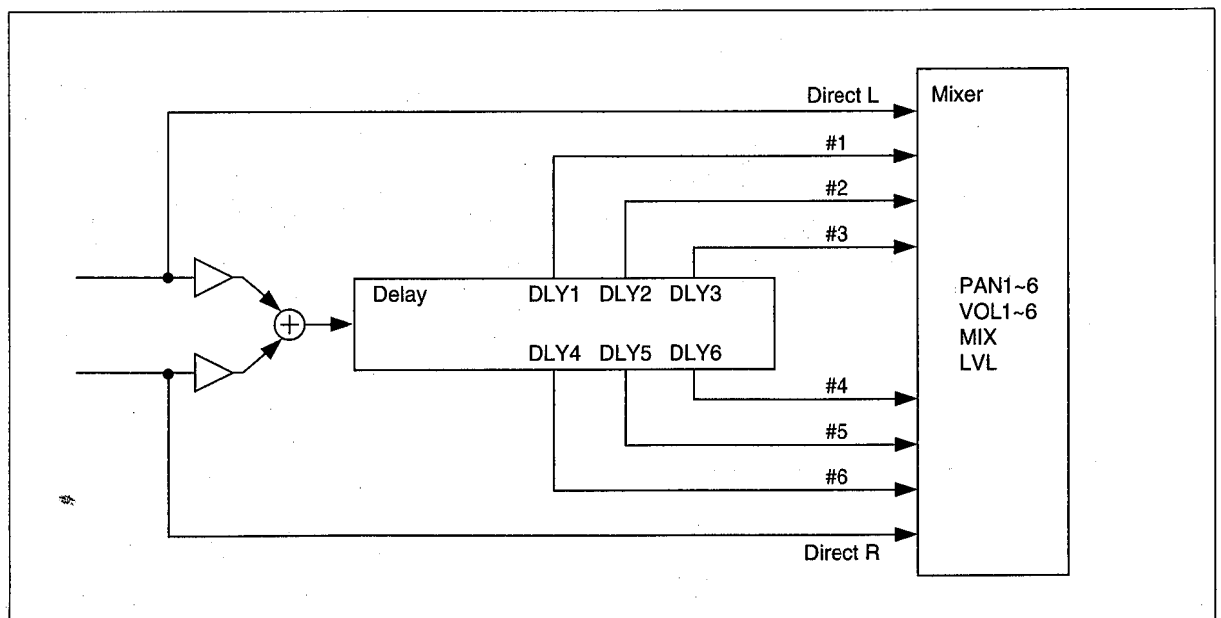 Direct L
Mixer
#1
#2
#3
Delay
DLY1 DLY2 DLY3
DLY4 DLY5 DLY6
PAN1~6
VOL1~6
MIX
LVL
#4
#5
#6
Direct R